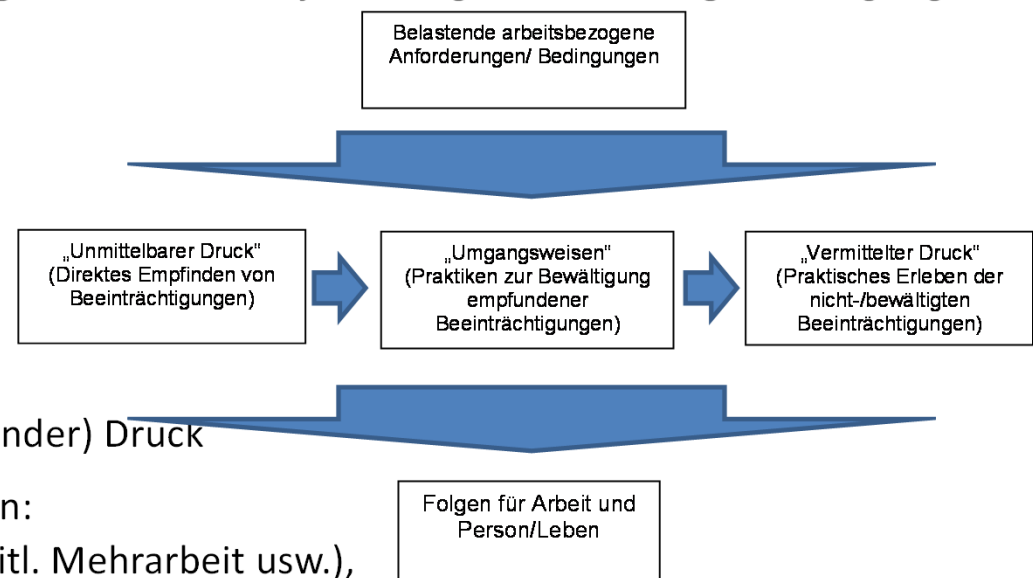 Belastende arbeitsbezogene
Anforderungen/ Bedingungen
„Unmittelbarer Druck"
(Direktes Empfinden von
Beeinträchtigungen)
„Umgangsweisen"
(Praktiken zur Bewältigung
empfundener
Beeinträchtigungen)
„Vermittelter Druck"
(Praktisches Erleben der
nicht-/bewältigten
Beeinträchtigungen)
nder) Druck
n:
itl. Mehrarbeit usw.),
Folgen für Arbeit und
Person/Leben